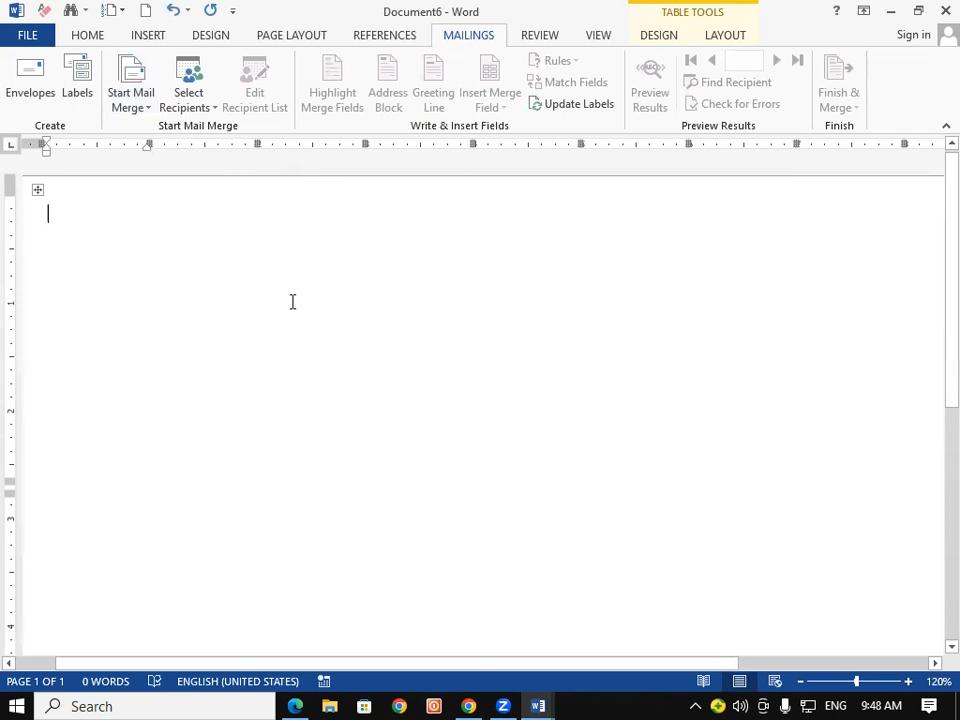 Document6 - Word
TABLE TOOLS
FILE
HOME
INSERT
DESIGN
PAGE LAYOUT
REFERENCES
MAILINGS
REVIEW
VIEW
DESIGN
LAYOUT
Sign in
Envelopes
Labels
Start Mail
Merge
Select
Recipients
Edit
Recipient List
Highlight
Merge Fields
Address
Block
Greeting
Line
Insert Merge
Field
Rules
Match Fields
Update Labels
Preview
Results
Find Recipient
Check for Errors
Finish &
Merge
Create
Start Mail Merge
Write & Insert Fields
Preview Results
Finish
1
2
3
4
PAGE 1 OF 1
0 WORDS
ENGLISH (UNITED STATES)
120%
Search
ENG
9:48 AM